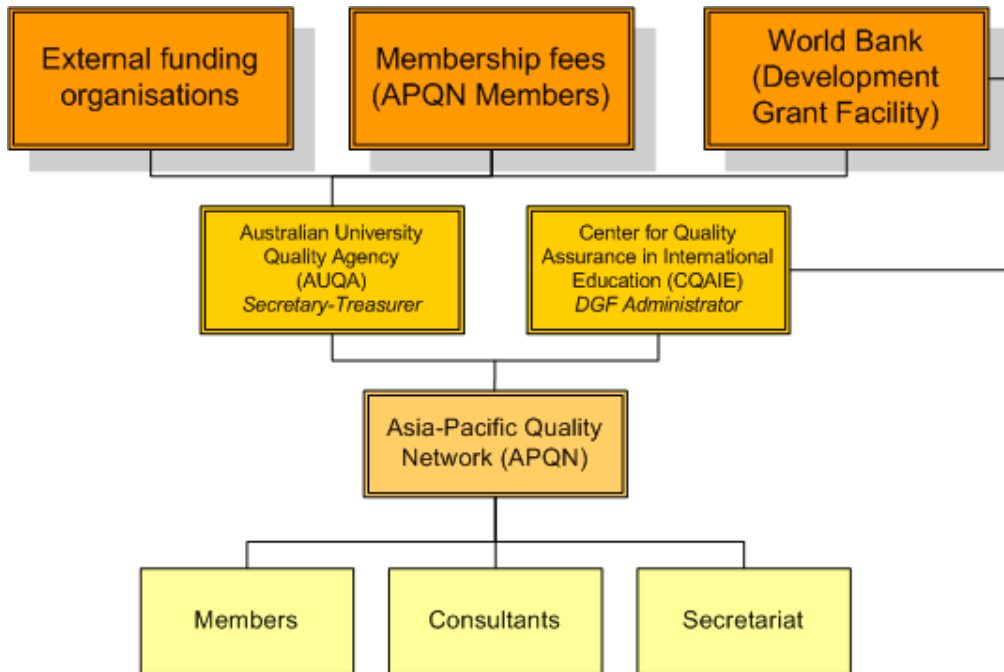 External funding
organisations
Membership fees
(APQN Members)
World Bank
(Development
Grant Facility)
Australian University
Quality Agency
(AUQA)
Secretary-Treasurer
Center for Quality
Assurance in International
Education (CQAIE)
DGF Administrator
Asia-Pacific Quality
Network (APQN)
Members
Consultants
Secretariat